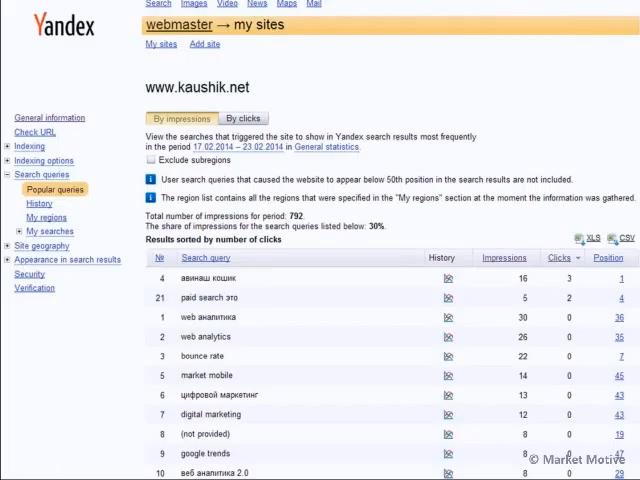 Search Images Video News Maps Mail
Yandex
webmaster → my sites
My sites Add site
www.kaushik.net
General information
By impressions By clicks
Check URL
View the searches that triggered the site to show in Yandex search results most frequently
Indexing
in the period 17.02.2014 – 23.02.2014 in General statistics.
Indexing options
Exclude subregions
Search queries
User search queries that caused the website to appear below 50th position in the search results are not included.
Popular queries
The region list contains all the regions that were specified in the "My regions" section at the moment the information was gathered.
History
My regions
Total number of impressions for period: 792.
My searches
The share of impressions for the search queries listed below: 30%.
Results sorted by number of clicks
XLS CSV
Site geography
Appearance in search results
№ Search query History Impressions Clicks Position
Security
4 авинаш кошик 16 3 1
Verification
21 paid search это 5 2 4
1 web аналитика 30 0 36
2 web analytics 26 0 35
3 bounce rate 22 0 7
5 market mobile 14 0 45
6 цифровой маркетинг 13 0 43
7 digital marketing 12 0 43
8 (not provided) 8 0 19
9 google trends 8 0 47
© Market Motive
10 веб аналитика 2.0 8 0 29